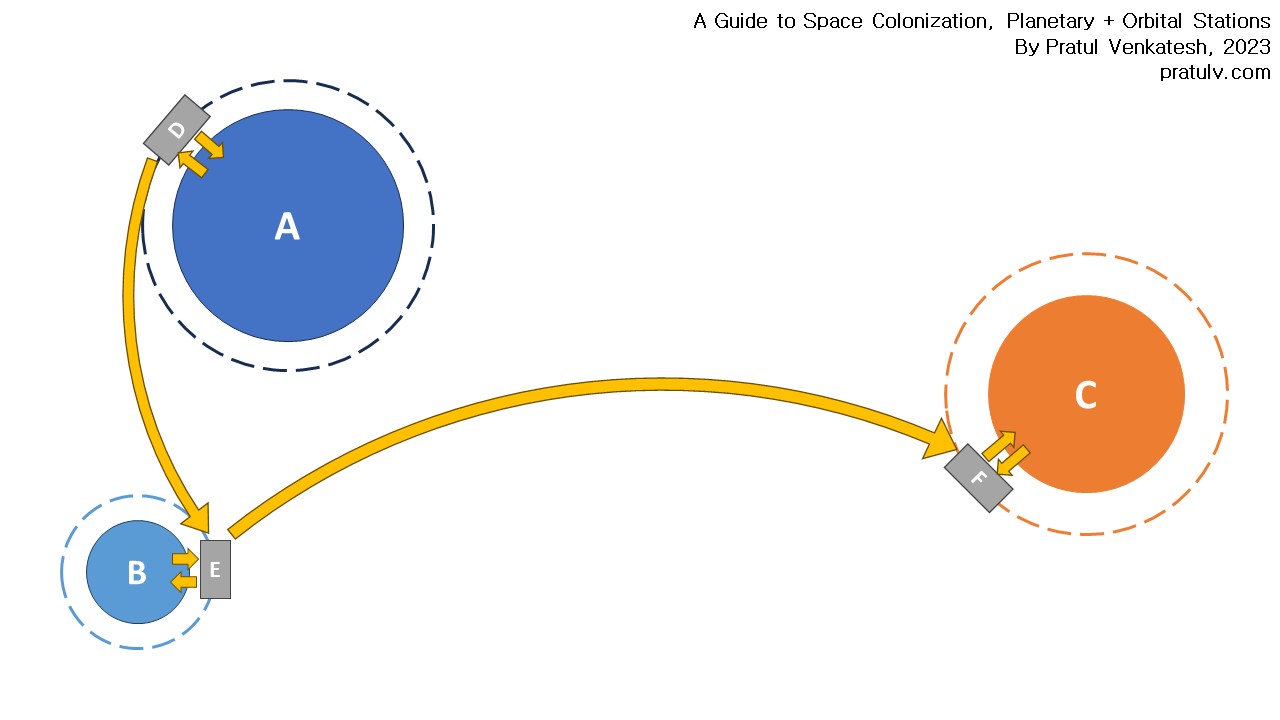 A Guide to Space Colonization, Planetary + Orbital Stations
By Pratul Venkatesh, 2023
pratulv.com
D
A
C
F
B
E